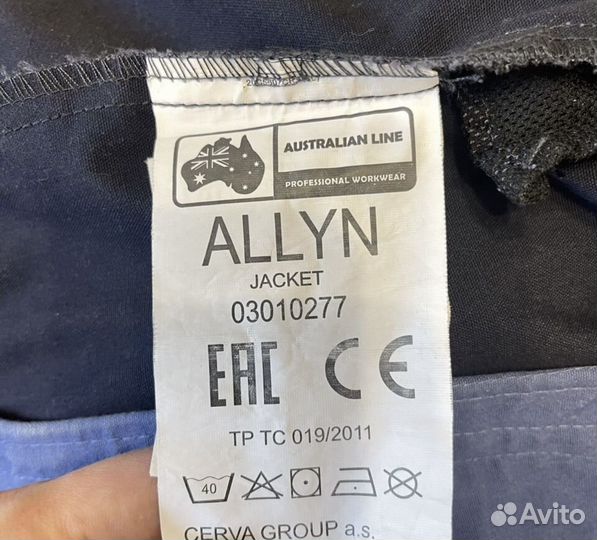 AUSTRALIAN LINE
PROFESSIONAL WORKWEAR
ALLYN
JACKET
03010277
EAC CE
TP TC 019/2011
40
CERVA GROUP a.s.
Avito